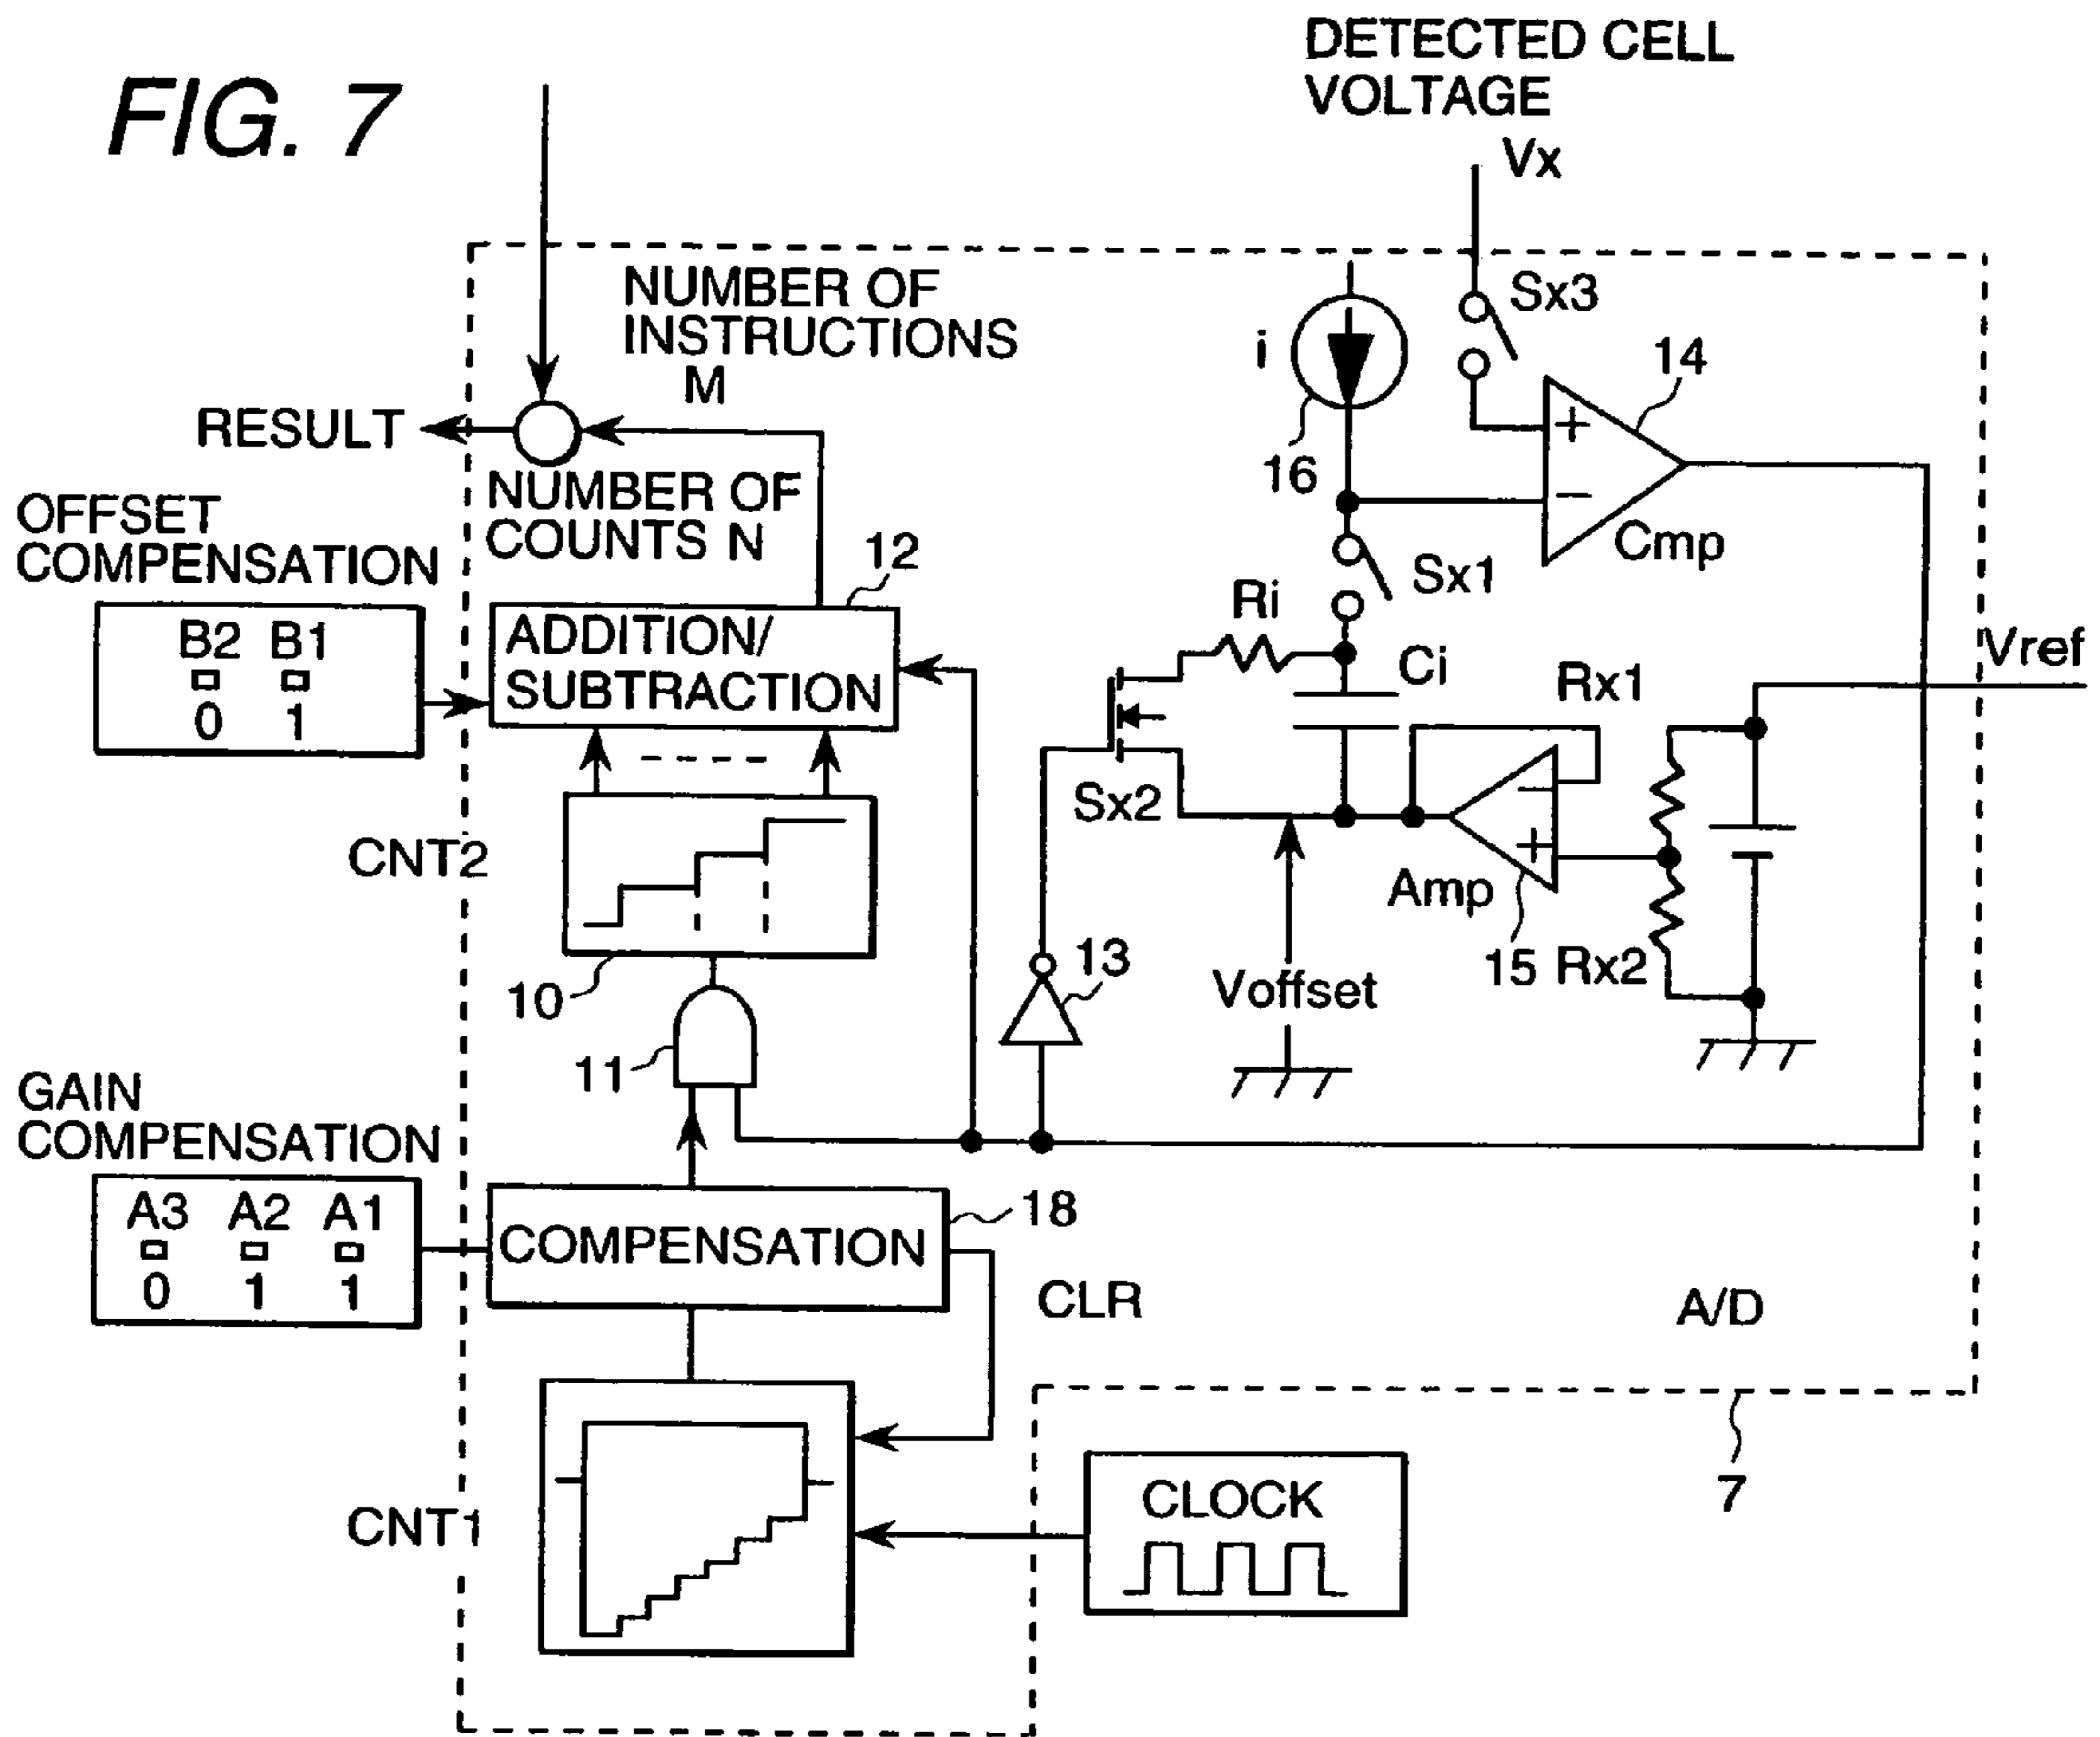 FIG. 7
DETECTED CELL
VOLTAGE
Vx
NUMBER OF
INSTRUCTIONS
M
Sx3
i
14
16
+
−
Cmp
RESULT
NUMBER OF
COUNTS N
12
OFFSET
COMPENSATION
B2 B1
0 1
ADDITION/
SUBTRACTION
Sx1
Ri
Ci
Rx1
Vref
Sx2
−
+
Amp
15
Rx2
Voffset
CNT2
10
13
11
GAIN
COMPENSATION
A3 A2 A1
0 1 1
COMPENSATION
18
CLR
A/D
7
CNT1
CLOCK